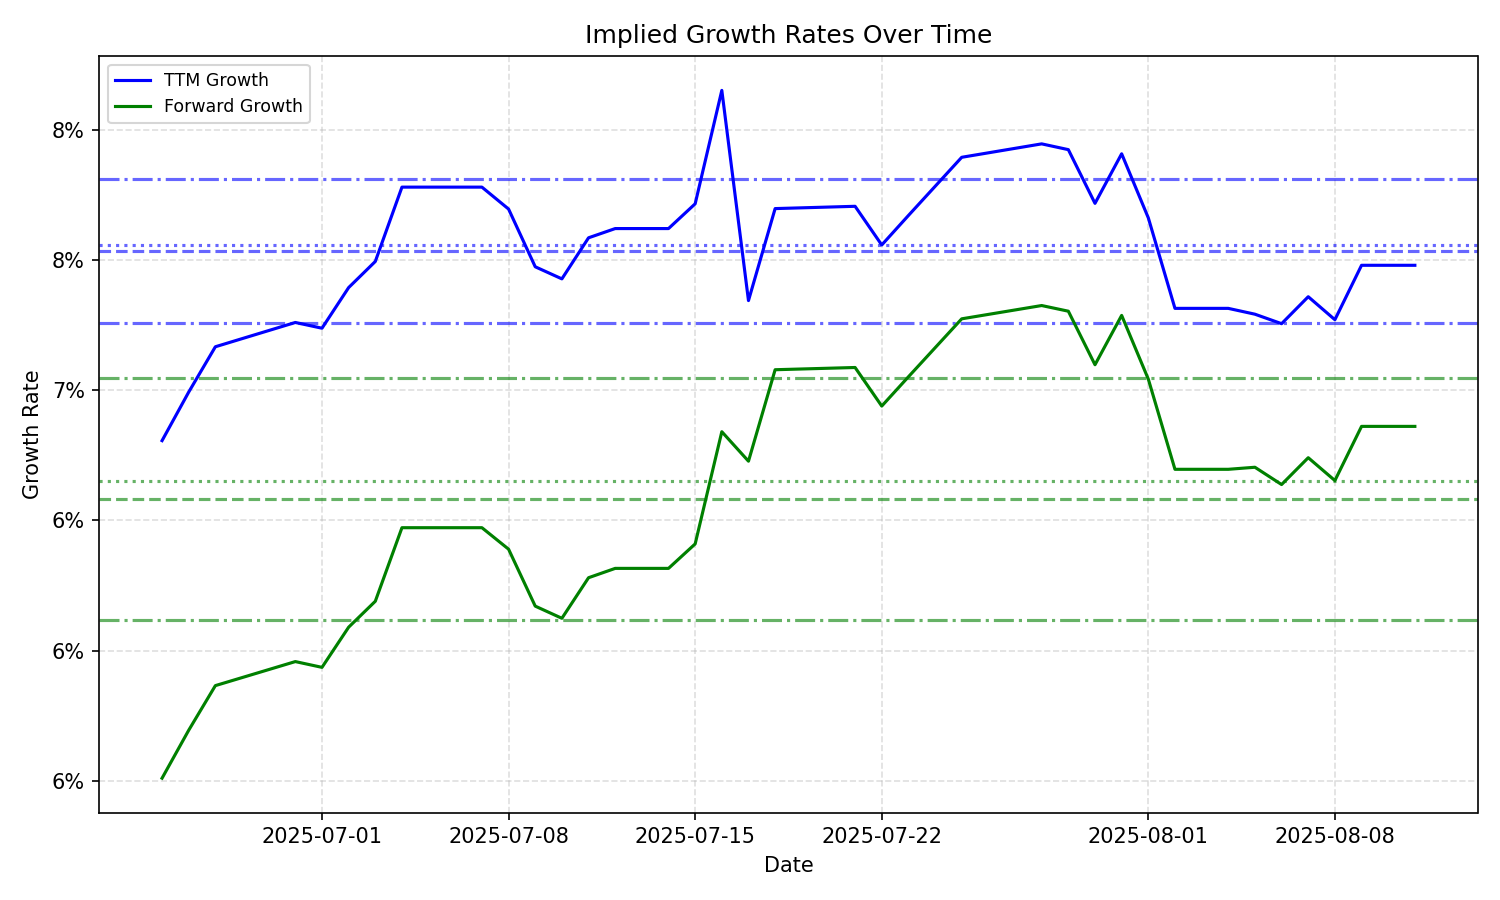 Implied Growth Rates Over Time
TTM Growth
Forward Growth
8%
8%
7%
6%
6%
6%
Growth Rate
2025-07-01
2025-07-08
2025-07-15
2025-07-22
2025-08-01
2025-08-08
Date